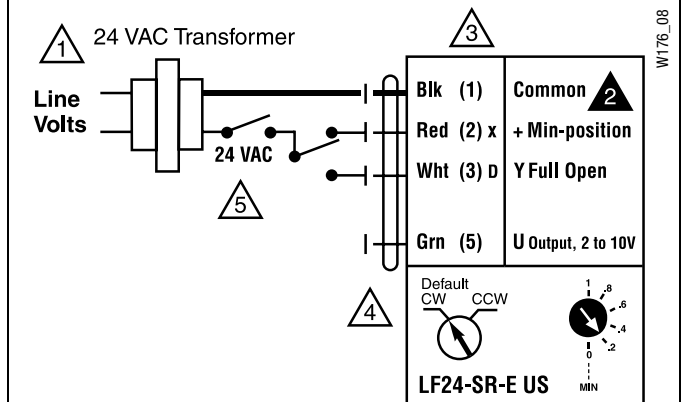 1 24 VAC Transformer
3
W176_08
Line
Volts
24 VAC
5
Blk (1) Common 2
Red (2) x + Min-position
Wht (3) D Y Full Open
Grn (5) U Output, 2 to 10V
4
Default
CW CCW
1
.8
.6
.4
.2
0
MIN
LF24-SR-E US